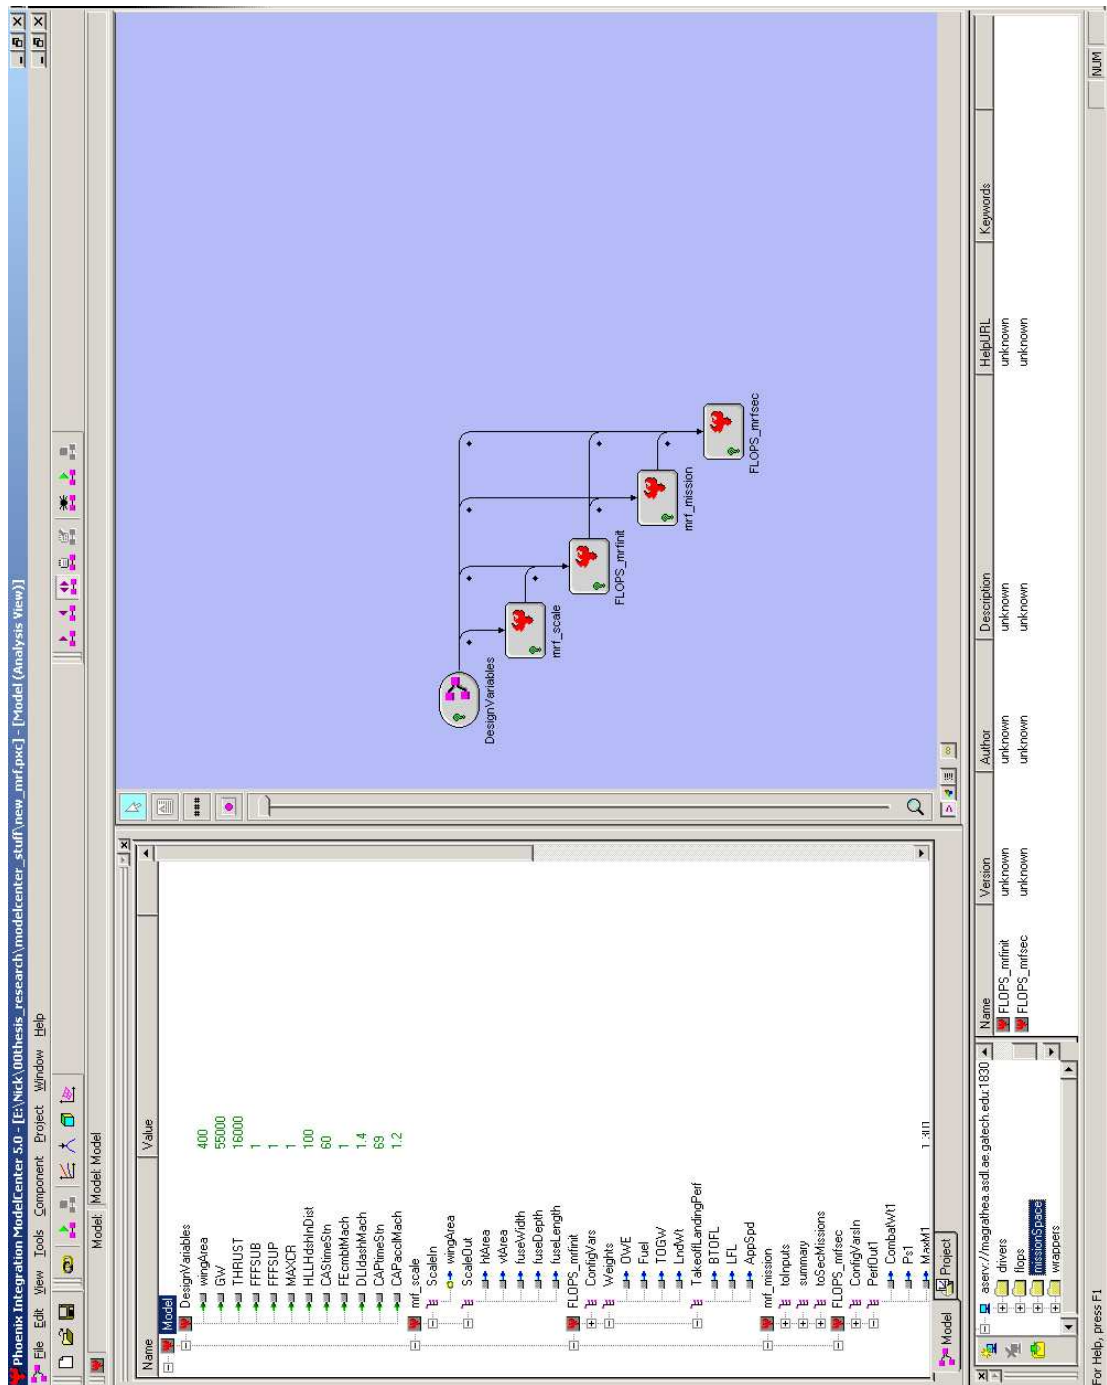 Phoenix Integration ModelCenter 5.0 - [E:\Nick\00thesis_research\modelcenter_stuff\new_mrf.pxc] - [Model (Analysis View)]
File Edit View Tools Component Project Window Help
Model: Model: Model
Name Value
Model
DesignVariables
wingArea 400
GW 55000
THRUST 16000
FFFSUB 1
FFFSUP 1
MAXCR 1
HLLHdshInDist 100
CAStimeStn 60
FEcmbtMach 1
DLIdashMach 1.4
CAPtimeStn 69
CAPacclMach 1.2
mrf_scale
ScaleIn
wingArea
ScaleOut
htArea
vtArea
fuseWidth
fuseDepth
fuseLength
FLOPS_mrfinit
ConfigVars
Weights
OWE
Fuel
TOGW
LndWt
TakeoffLandingPerf
BTOFL
LFL
AppSpd
mrf_mission
toInputs
summary
toSecMissions
FLOPS_mrfsec
ConfigVarsIn
PerfOut1
CombatWt1
Ps1
MaxM1
Model Project
DesignVariables
mrf_scale
FLOPS_mrfinit
mrf_mission
FLOPS_mrfsec
aserv://magrathea.asdl.ae.gatech.edu:1830
drivers
flops
missionSpace
wrappers
Name Version Author Description HelpURL Keywords
FLOPS_mrfinit unknown unknown unknown unknown
FLOPS_mrfsec unknown unknown unknown unknown
For Help, press F1 NUM